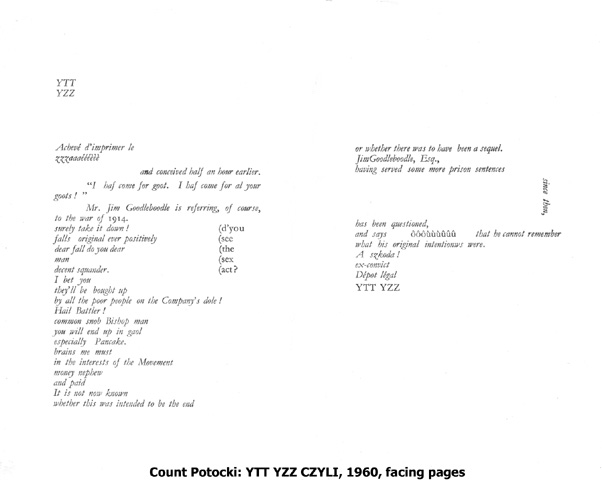 YTT
YZZ
Achevé d'imprimer le
and conceived half an hour earlier.
"I haf come for goot. I haf come for al your
goots ! "
Mr. Jim Goodleboodle is referring, of course,
to the war of 1914.
surely take it down ! (d'you
falls original ever positively (see
dear fall do you dear (the
man (sex
decent squander. (act?
I bet you
they'll be bought up
by all the poor people on the Company's dole !
Hail Battler !
common snob Bishop man
you will end up in gaol
especially Pancake.
brains me must
in the interests of the Movement
money nephew
and paid
It is not now known
whether this was intended to be the end
or whether there was to have been a sequel.
JimGoodleboodle, Esq.,
having served some more prison sentences
since then,
has been questioned,
and says that he cannot remember
what his original intentionws were.
A szkoda !
ex-convict
Dépot légal
YTT YZZ
Count Potocki: YTT YZZ CZYLI, 1960, facing pages